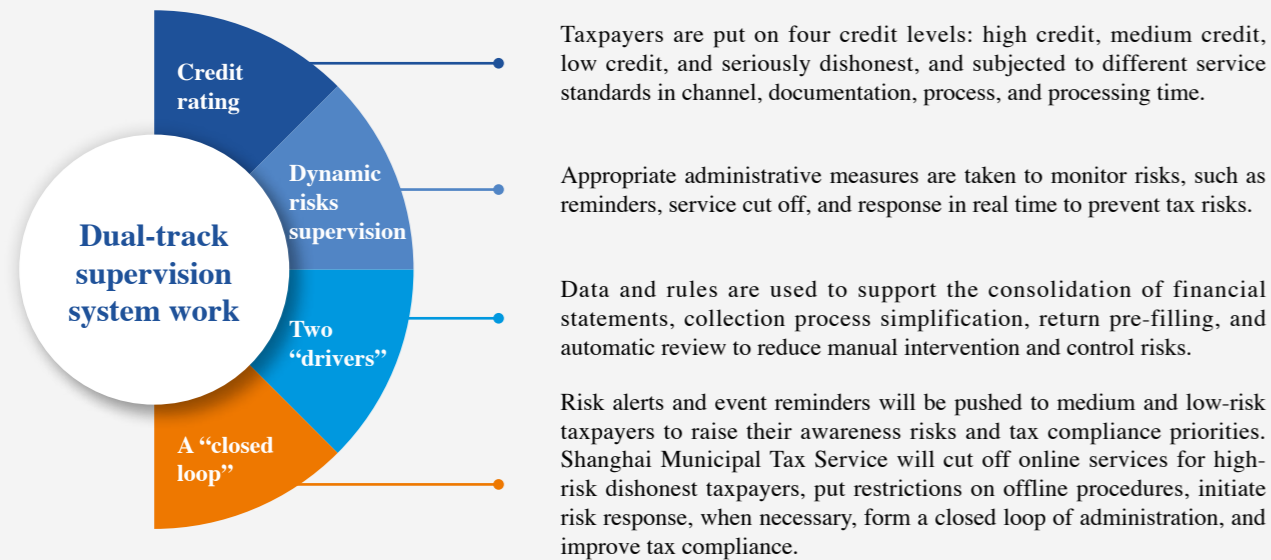 Dual-track
supervision
system work
Credit
rating
Taxpayers are put on four credit levels: high credit, medium credit,
low credit, and seriously dishonest, and subjected to different service
standards in channel, documentation, process, and processing time.
Dynamic
risks
supervision
Appropriate administrative measures are taken to monitor risks, such as
reminders, service cut off, and response in real time to prevent tax risks.
Two
“drivers”
Data and rules are used to support the consolidation of financial
statements, collection process simplification, return pre-filling, and
automatic review to reduce manual intervention and control risks.
A “closed
loop”
Risk alerts and event reminders will be pushed to medium and low-risk
taxpayers to raise their awareness risks and tax compliance priorities.
Shanghai Municipal Tax Service will cut off online services for high-
risk dishonest taxpayers, put restrictions on offline procedures, initiate
risk response, when necessary, form a closed loop of administration, and
improve tax compliance.